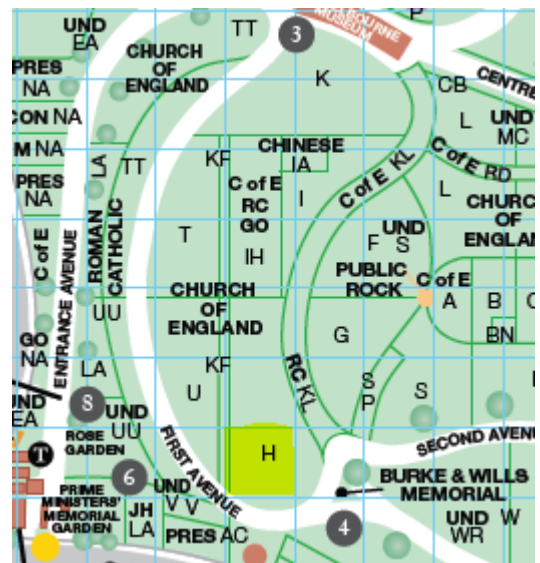 P
UND
EA
TT
3
MUSEUM
CHURCH
OF
ENGLAND
K
PRES
NA
CB
CENTRE
CON NA
L
UND
MC
M NA
LA
TT
KF
CHINESE
IA
C of E KL
C of E RD
PRES
NA
C of E
RC
GO
I
L
CHURCH
OF
T
IH
F
UND
S
C of E
ROMAN
CATHOLIC
ENTRANCE AVENUE
PUBLIC
ROCK
C of E
A
B
BN
CHURCH
OF
ENGLAND
UU
G
GO
NA
LA
KF
U
RC KL
S
P
S
8
UND
EA
UND
UU
ROSE
GARDEN
T
H
SECOND
FIRST AVENUE
6
UND
V V
BURKE & WILLS
MEMORIAL
PRIME
MINISTERS'
MEMORIAL
GARDEN
JH
LA
PRES AC
4
UND
WR
W